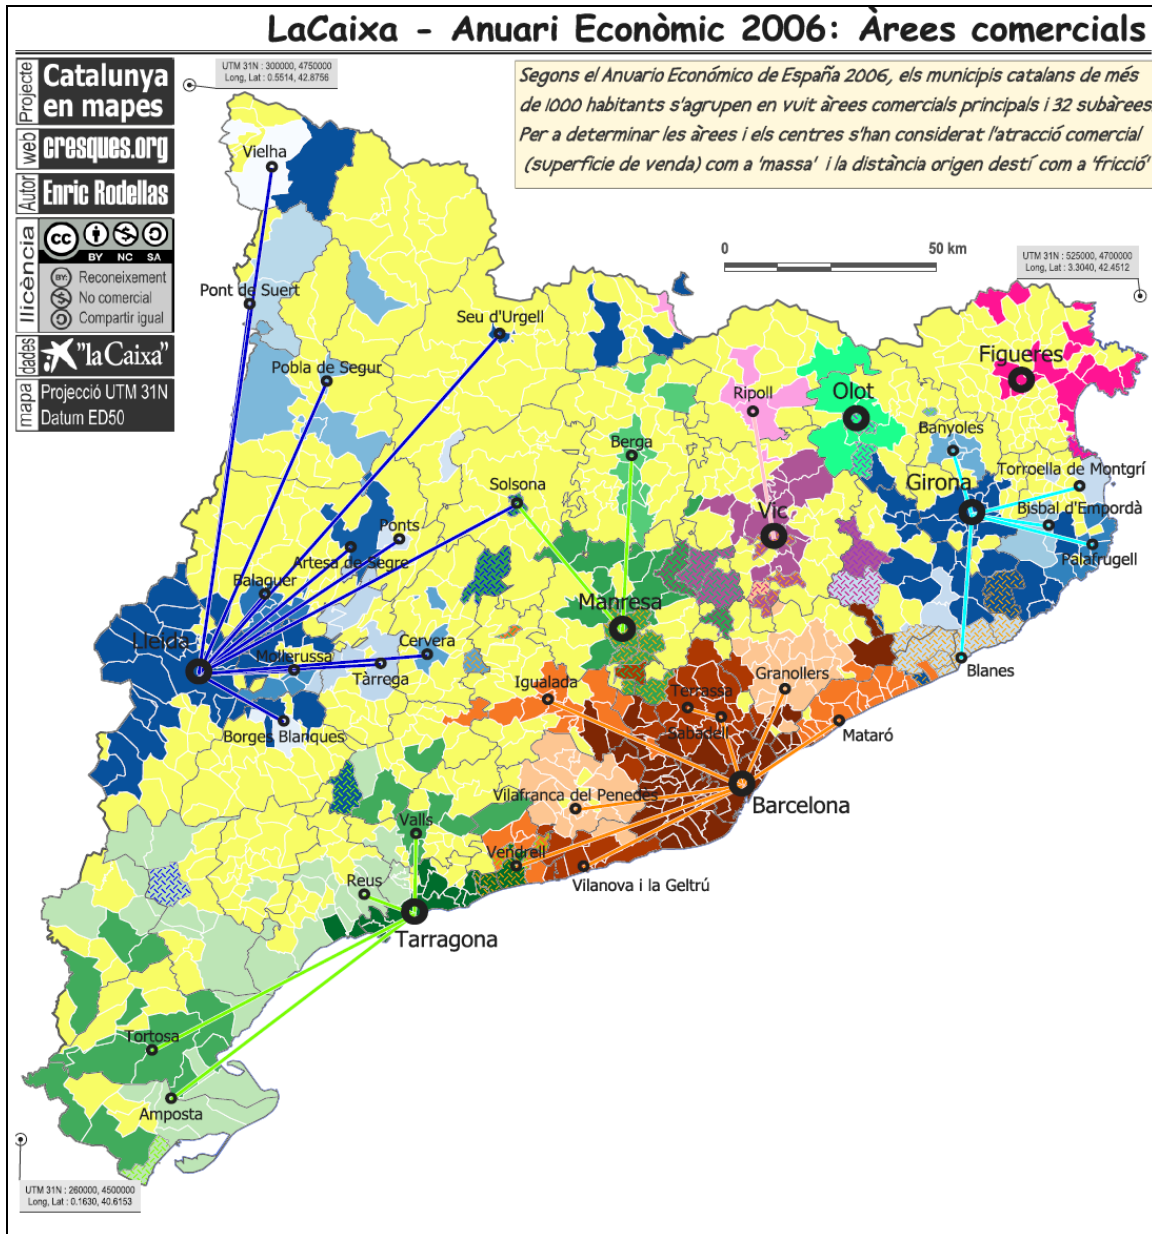 LaCaixa - Anuari Econòmic 2006: Àrees comercials
Projecte
Catalunya
en mapes
web
cresques.org
Autor
Enric Rodellas
llicència
cc
BY NC SA
BY: Reconeixement
No comercial
Compartir igual
dades
"la Caixa"
mapa
Projecció UTM 31N
Datum ED50
UTM 31N : 300000, 4750000
Long, Lat : 0.5514, 42.8756
Segons el Anuario Económico de España 2006, els municipis catalans de més
de 1000 habitants s'agrupen en vuit àrees comercials principals i 32 subàrees
Per a determinar les àrees i els centres s'han considerat l'atracció comercial
(superficie de venda) com a 'massa' i la distància origen destí com a 'fricció'
0 50 km
UTM 31N : 525000, 4700000
Long, Lat : 3.3040, 42.4512
Vielha
Pont de Suert
Seu d'Urgell
Pobla de Segur
Figueres
Olot
Ripoll
Banyoles
Berga
Torroella de Montgrí
Girona
Solsona
Bisbal d'Empordà
Vic
Ponts
Palafrugell
Artesa de Segre
Balaguer
Manresa
Lleida
Cervera
Mollerussa
Tàrrega
Blanes
Igualada
Granollers
Terrassa
Sabadell
Borges Blanques
Mataró
Vilafranca del Penedès
Barcelona
Valls
Vendrell
Vilanova i la Geltrú
Reus
Tarragona
Tortosa
Amposta
UTM 31N : 260000, 4500000
Long, Lat : 0.1630, 40.6153